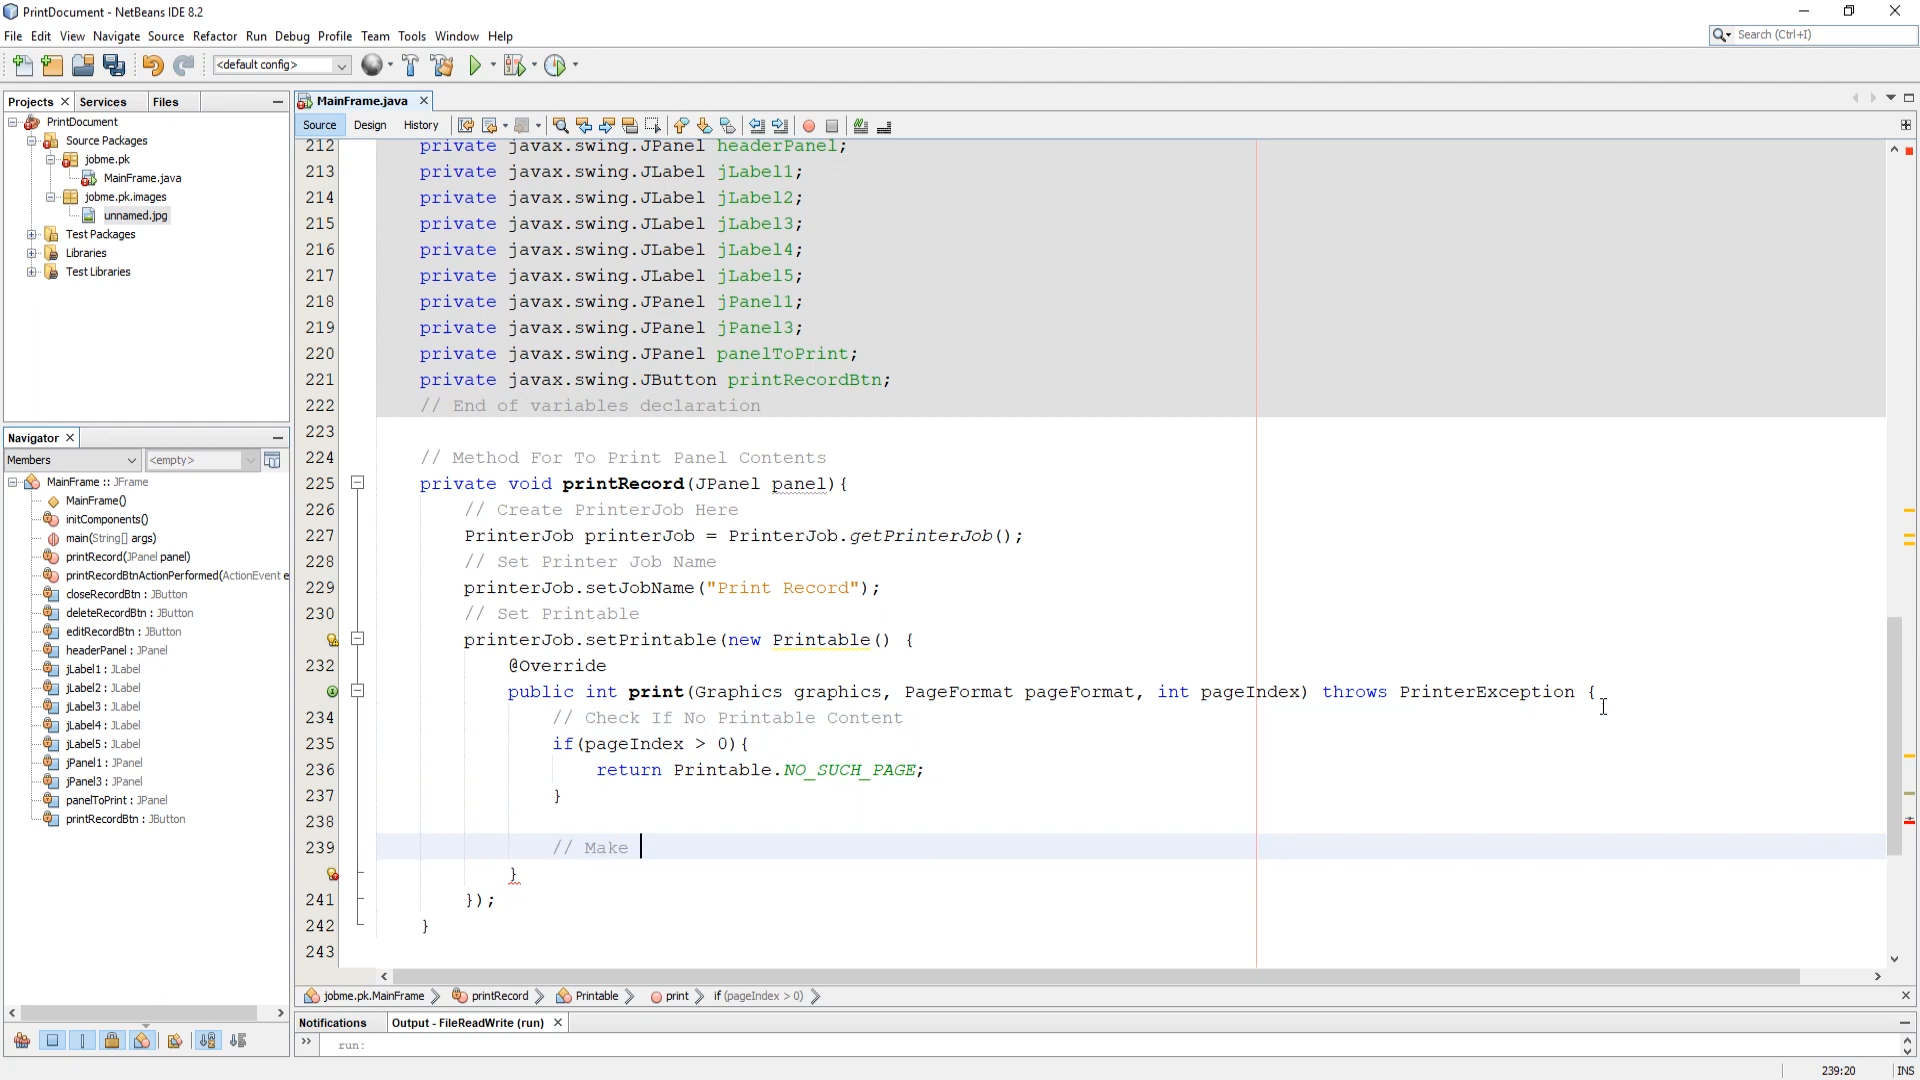 PrintDocument - NetBeans IDE 8.2
File Edit View Navigate Source Refactor Run Debug Profile Team Tools Window Help
Search (Ctrl+I)
<default config>
Projects Services Files
PrintDocument
Source Packages
jobme.pk
MainFrame.java
jobme.pk.images
unnamed.jpg
Test Packages
Libraries
Test Libraries
Navigator
Members <empty>
MainFrame :: JFrame
MainFrame()
initComponents()
main(String[] args)
printRecord(JPanel panel)
printRecordBtnActionPerformed(ActionEvent e
closeRecordBtn : JButton
deleteRecordBtn : JButton
editRecordBtn : JButton
headerPanel : JPanel
jLabel1 : JLabel
jLabel2 : JLabel
jLabel3 : JLabel
jLabel4 : JLabel
jLabel5 : JLabel
jPanel1 : JPanel
jPanel3 : JPanel
panelToPrint : JPanel
printRecordBtn : JButton
MainFrame.java
Source Design History
212 private javax.swing.JPanel headerPanel;
213 private javax.swing.JLabel jLabel1;
214 private javax.swing.JLabel jLabel2;
215 private javax.swing.JLabel jLabel3;
216 private javax.swing.JLabel jLabel4;
217 private javax.swing.JLabel jLabel5;
218 private javax.swing.JPanel jPanel1;
219 private javax.swing.JPanel jPanel3;
220 private javax.swing.JPanel panelToPrint;
221 private javax.swing.JButton printRecordBtn;
222 // End of variables declaration
223
224 // Method For To Print Panel Contents
225 private void printRecord(JPanel panel){
226 // Create PrinterJob Here
227 PrinterJob printerJob = PrinterJob.getPrinterJob();
228 // Set Printer Job Name
229 printerJob.setJobName("Print Record");
230 // Set Printable
printerJob.setPrintable(new Printable() {
232 @Override
public int print(Graphics graphics, PageFormat pageFormat, int pageIndex) throws PrinterException {
234 // Check If No Printable Content
235 if(pageIndex > 0){
236 return Printable.NO_SUCH_PAGE;
237 }
238
239 // Make
}
241 });
242 }
243
jobme.pk.MainFrame printRecord Printable print if (pageIndex > 0)
Notifications Output - FileReadWrite (run)
run:
239:20 INS